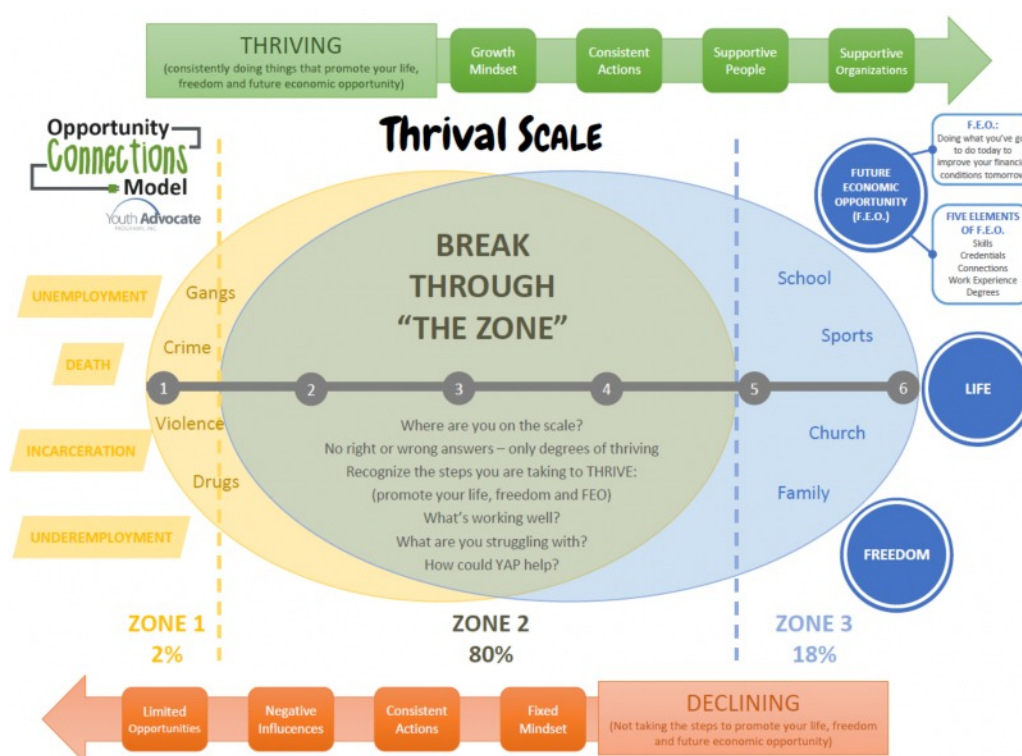 THRIVING
(consistently doing things that promote your life,
freedom and future economic opportunity)
Growth
Mindset
Consistent
Actions
Supportive
People
Supportive
Organizations
Opportunity
Connections
Model
Youth Advocate
PROGRAMS, INC.
Thrival Scale
FUTURE
ECONOMIC
OPPORTUNITY
(F.E.O.)
F.E.O.:
Doing what you've go
to do today to
improve your financia
conditions tomorrow
FIVE ELEMENTS
OF F.E.O.
Skills
Credentials
Connections
Work Experience
Degrees
BREAK
THROUGH
"THE ZONE"
UNEMPLOYMENT
DEATH
INCARCERATION
UNDEREMPLOYMENT
Gangs
Crime
Violence
Drugs
School
Sports
Church
Family
1
2
3
4
5
6
LIFE
FREEDOM
Where are you on the scale?
No right or wrong answers – only degrees of thriving
Recognize the steps you are taking to THRIVE:
(promote your life, freedom and FEO)
What's working well?
What are you struggling with?
How could YAP help?
ZONE 1
2%
ZONE 2
80%
ZONE 3
18%
Limited
Opportunities
Negative
Influcences
Consistent
Actions
Fixed
Mindset
DECLINING
(Not taking the steps to promote your life, freedom
and future economic opportunity)